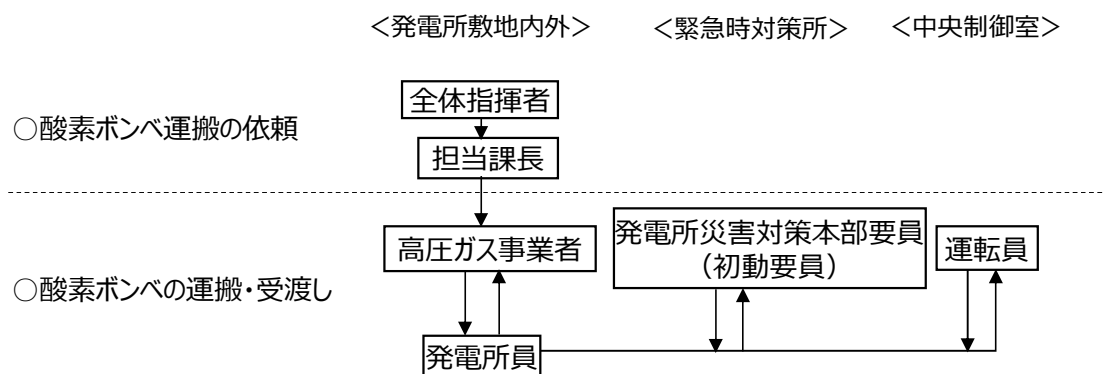 ＜発電所敷地内外＞ ＜緊急時対策所＞ ＜中央制御室＞
全体指揮者
○酸素ボンベ運搬の依頼
担当課長
高圧ガス事業者
発電所災害対策本部要員
（初動要員）
運転員
○酸素ボンベの運搬・受渡し
発電所員